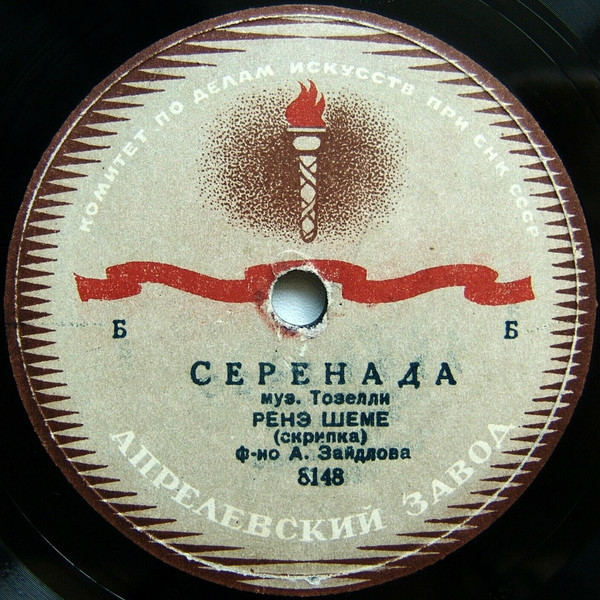 КОМИТЕТ ПО ДЕЛАМ ИСКУССТВ ПРИ СНК СССР
Б Б
СЕРЕНАДА
муз. Тозелли
РЕНЭ ШЕМЕ
(скрипка)
ф-но А. Зайдлова
8148
АПРЕЛЕВСКИЙ ЗАВОД